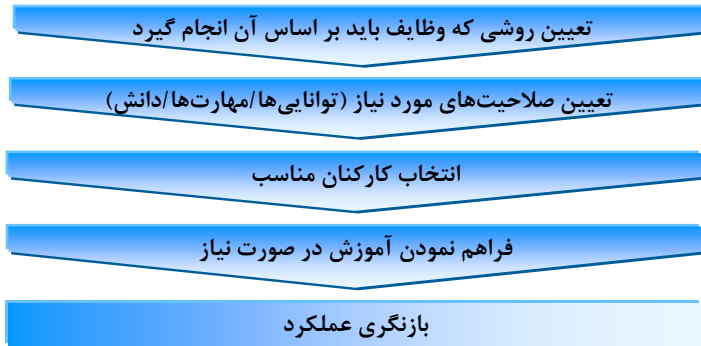 تعیین روشی که وظایف باید بر اساس آن انجام گیرد
تعیین صلاحیت‌های مورد نیاز (توانایی‌ها/مهارت‌ها/دانش)
انتخاب کارکنان مناسب
فراهم نمودن آموزش در صورت نیاز
بازنگری عملکرد